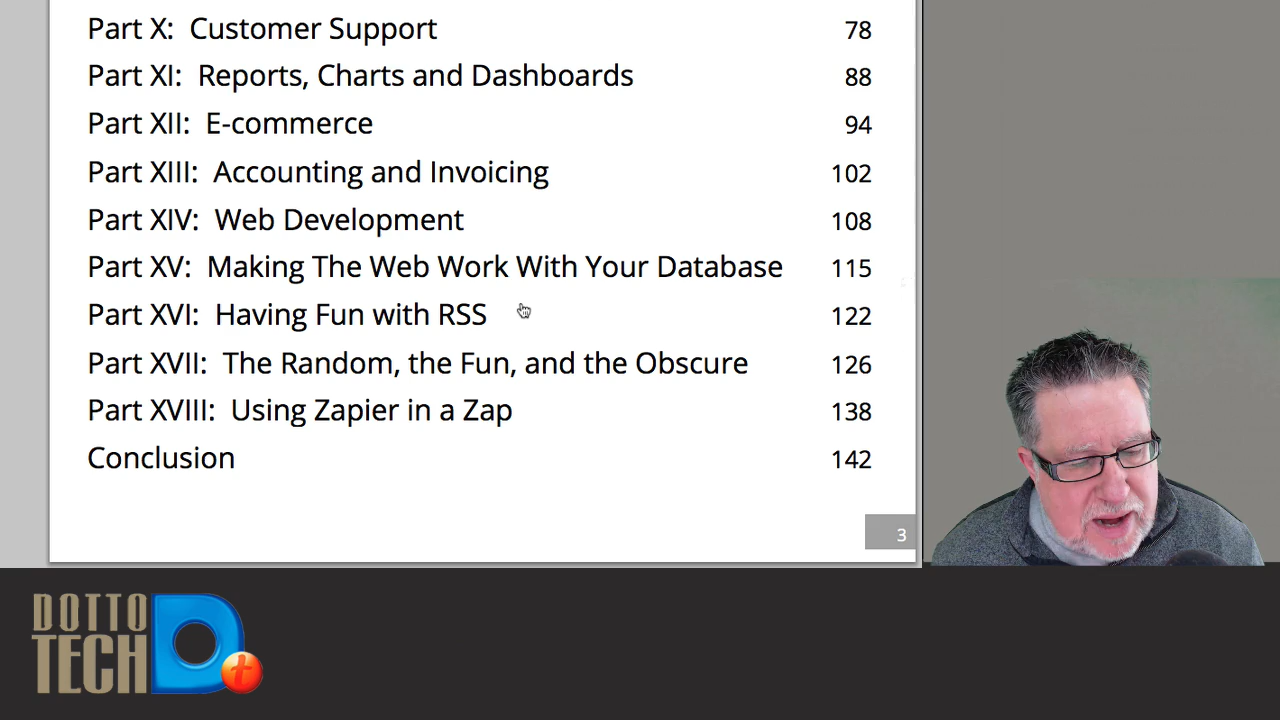 Part X: Customer Support 78
Part XI: Reports, Charts and Dashboards 88
Part XII: E-commerce 94
Part XIII: Accounting and Invoicing 102
Part XIV: Web Development 108
Part XV: Making The Web Work With Your Database 115
Part XVI: Having Fun with RSS 122
Part XVII: The Random, the Fun, and the Obscure 126
Part XVIII: Using Zapier in a Zap 138
Conclusion 142
3
DOTTO
TECH
D
t